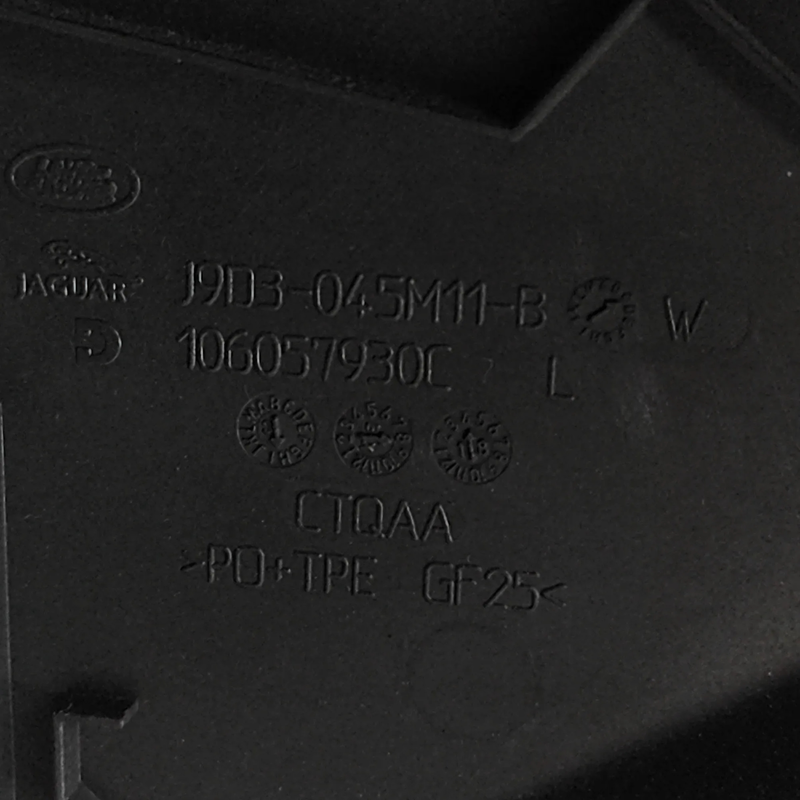 JAGUAR
J9D3-045M11-B W
106057930C L
CTQAA
>PO+TPE GF25<